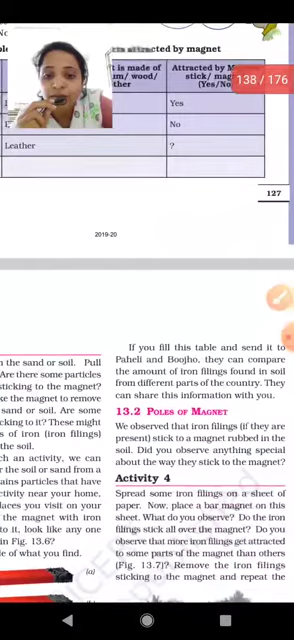 No
ble
attracted by magnet
t is made of
um/ wood/
ther
Attracted by M
stick/ mag
(Yes/No
138 / 176
Yes
No
Leather
?
127
2019-20
n the sand or soil. Pull
Are there some particles
sticking to the magnet?
ke the magnet to remove
sand or soil. Are some
cking to it? These might
s of iron (iron filings)
the soil.
ch an activity, we can
r the soil or sand from a
ains particles that have
ctivity near your home,
laces you visit on your
the magnet with iron
to it, look like any one
n Fig. 13.6?
le of what you find.
(a)
If you fill this table and send it to
Paheli and Boojho, they can compare
the amount of iron filings found in soil
from different parts of the country. They
can share this information with you.
13.2 POLES OF MAGNET
We observed that iron filings (if they are
present) stick to a magnet rubbed in the
soil. Did you observe anything special
about the way they stick to the magnet?
Activity 4
Spread some iron filings on a sheet of
paper. Now, place a bar magnet on this
sheet. What do you observe? Do the iron
filings stick all over the magnet? Do you
observe that more iron filings get attracted
to some parts of the magnet than others
(Fig. 13.7)? Remove the iron filings
sticking to the magnet and repeat the